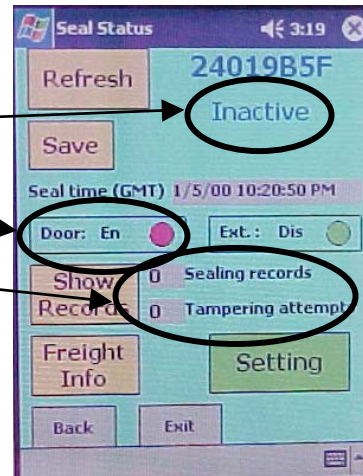 Seal Status 3:19
Refresh 24019B5F
Inactive
Save
Seal time (GMT) 1/5/00 10:20:50 PM
Door: En Ext.: Dis
Show Records 0 Sealing records
0 Tampering attempt
Freight Info Setting
Back Exit